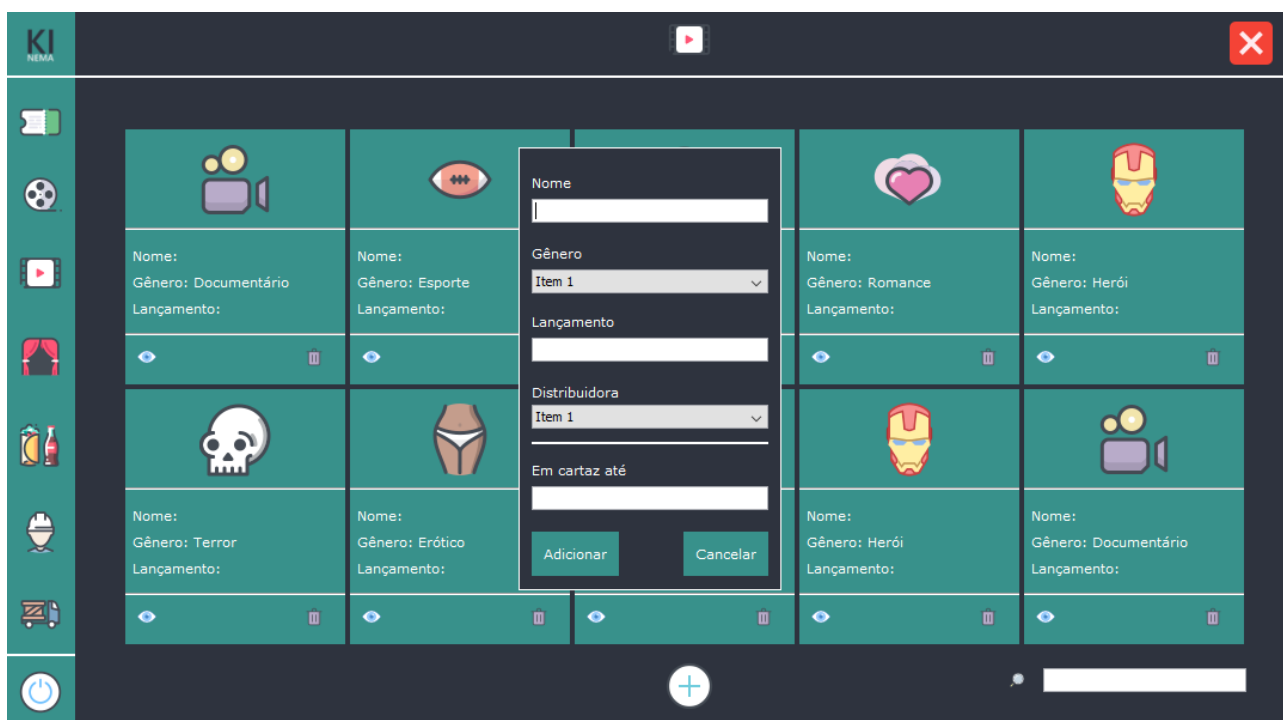 KI
NEMA
Nome:
Gênero: Documentário
Lançamento:
Nome:
Gênero: Esporte
Lançamento:
Nome:
Gênero: Romance
Lançamento:
Nome:
Gênero: Herói
Lançamento:
Nome
Gênero
Item 1
Lançamento
Distribuidora
Item 1
Em cartaz até
Adicionar
Cancelar
Nome:
Gênero: Terror
Lançamento:
Nome:
Gênero: Erótico
Lançamento:
Nome:
Gênero: Herói
Lançamento:
Nome:
Gênero: Documentário
Lançamento: